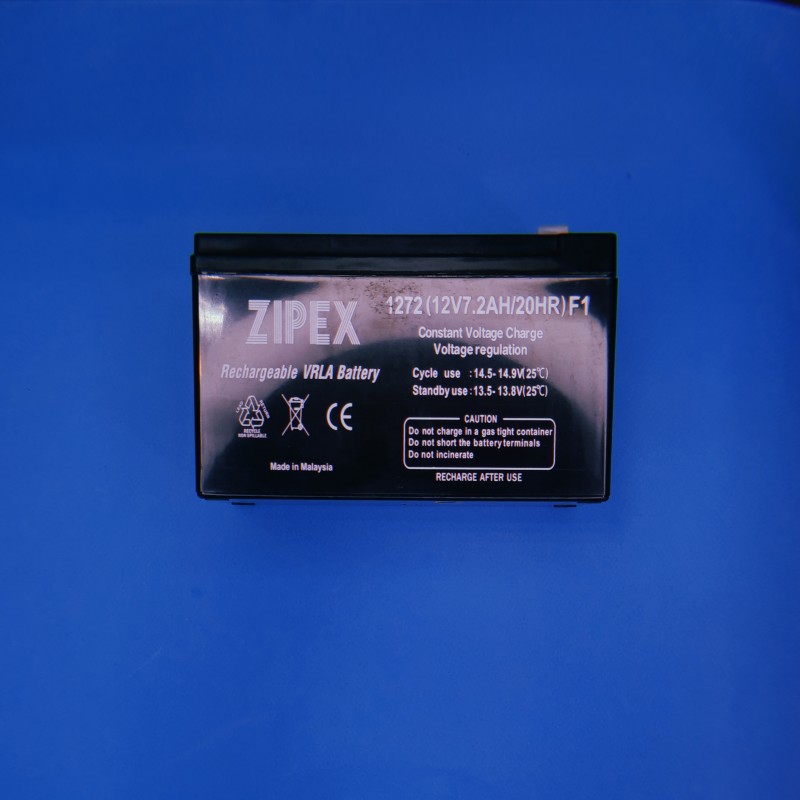 ZIPEX
Rechargeable VRLA Battery
RECYCLE
NON SPILLABLE
CE
Made in Malaysia
1272 (12V7.2AH/20HR) F1
Constant Voltage Charge
Voltage regulation
Cycle use : 14.5- 14.9V(25℃)
Standby use : 13.5- 13.8V(25℃)
CAUTION
Do not charge in a gas tight container
Do not short the battery terminals
Do not incinerate
RECHARGE AFTER USE